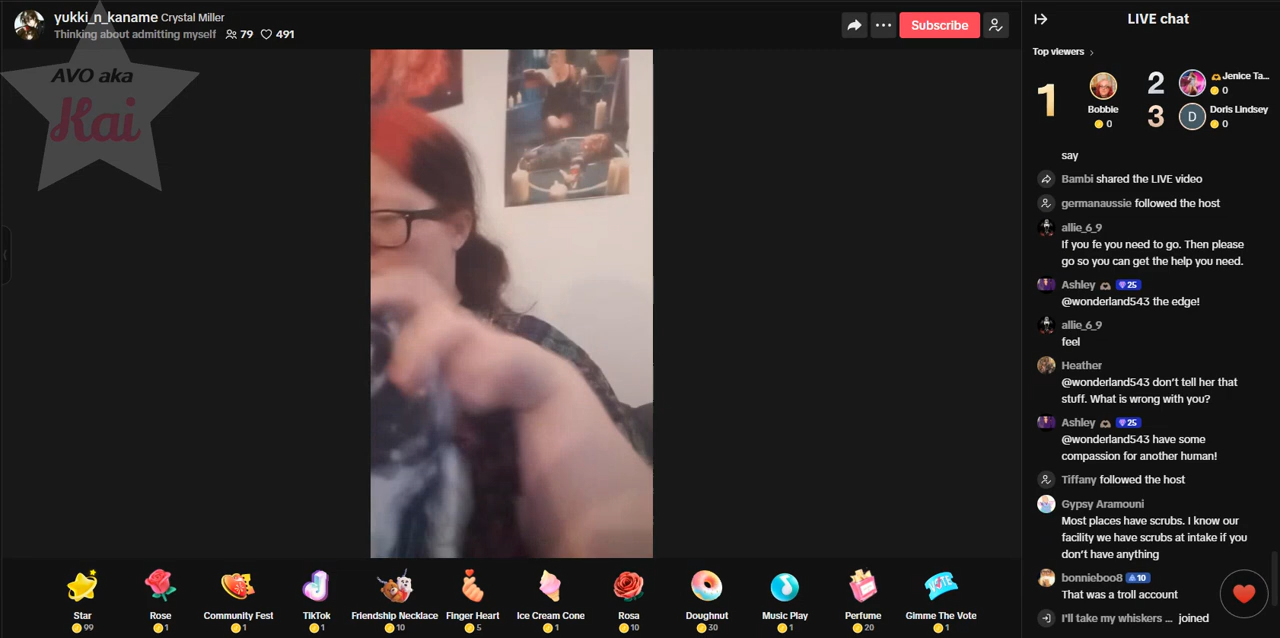 yukki_n_kaname Crystal Miller
Thinking about admitting myself 79 491
Subscribe
AVO aka
Kai
LIVE chat
Top viewers >
1
Bobbie
0
2
Jenice Ta...
0
3
D
Doris Lindsey
0
say
Bambi shared the LIVE video
germanaussie followed the host
allie_6_9
If you fe you need to go. Then please
go so you can get the help you need.
Ashley 25
@wonderland543 the edge!
allie_6_9
feel
Heather
@wonderland543 don't tell her that
stuff. What is wrong with you?
Ashley 25
@wonderland543 have some
compassion for another human!
Tiffany followed the host
Gypsy Aramouni
Most places have scrubs. I know our
facility we have scrubs at intake if you
don't have anything
bonnieboo8 10
That was a troll account
I'll take my whiskers ... joined
Star
99
Rose
1
Community Fest
1
TikTok
1
Friendship Necklace
10
Finger Heart
5
Ice Cream Cone
1
Rosa
10
Doughnut
30
Music Play
1
Perfume
20
Gimme The Vote
1